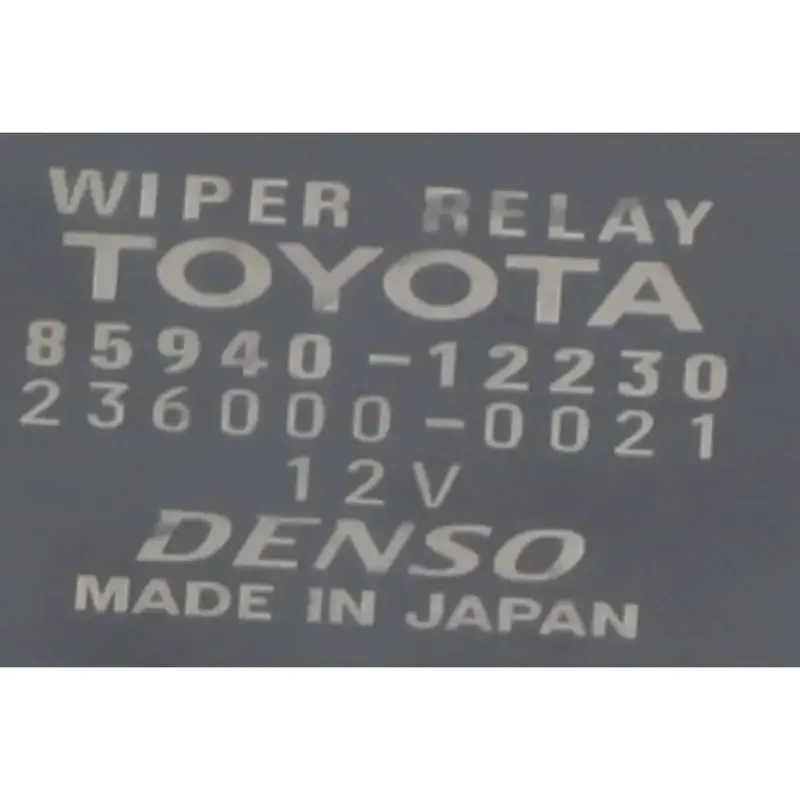 WIPER RELAY
TOYOTA
85940-12230
236000-0021
12V
DENSO
MADE IN JAPAN